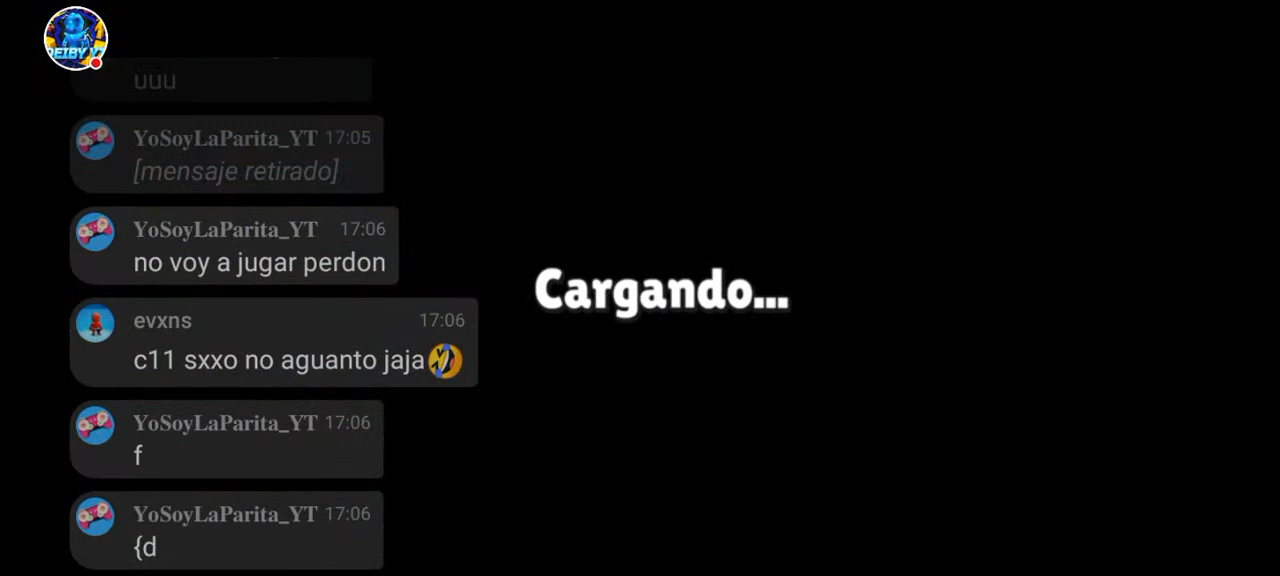 DEIBY
uuu
YoSoyLaParita_YT 17:05
[mensaje retirado]
YoSoyLaParita_YT 17:06
no voy a jugar perdon
evxns 17:06
c11 sxxo no aguanto jaja🤣
YoSoyLaParita_YT 17:06
f
YoSoyLaParita_YT 17:06
{d
Cargando...